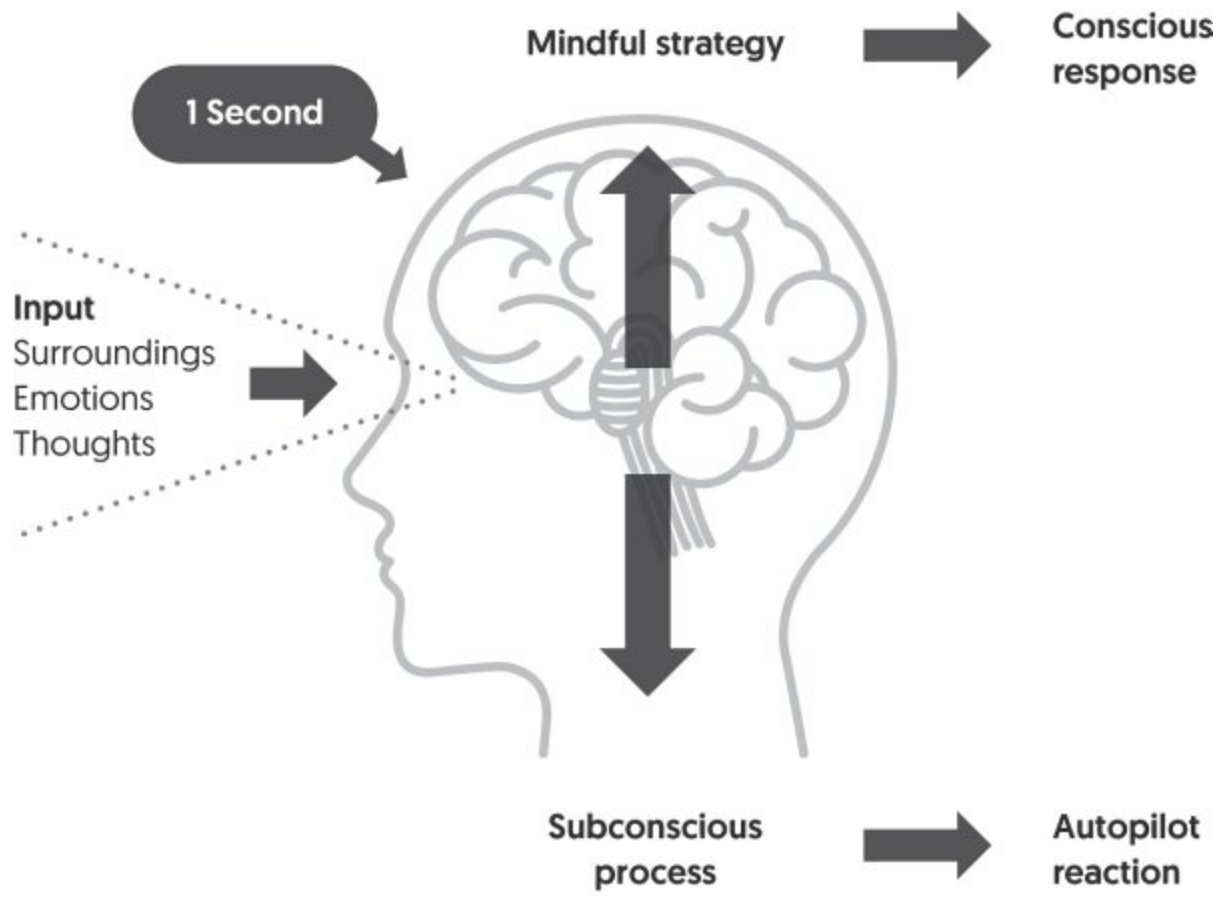 Mindful strategy
Conscious
response
1 Second
Input
Surroundings
Emotions
Thoughts
Subconscious
process
Autopilot
reaction